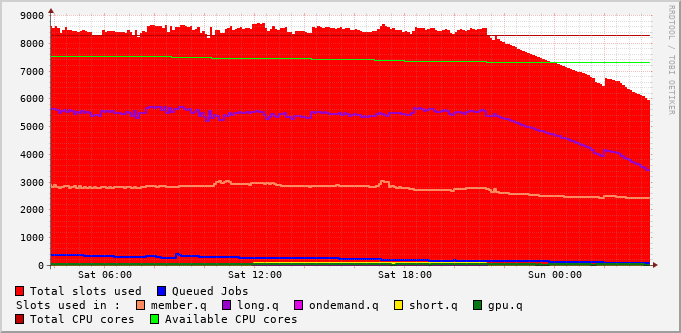 RRDTOOL / TOBI OETIKER
9000
8000
7000
6000
5000
4000
3000
2000
1000
0
Sat 06:00 Sat 12:00 Sat 18:00 Sun 00:00
Total slots used Queued Jobs
Slots used in : member.q long.q ondemand.q short.q gpu.q
Total CPU cores Available CPU cores